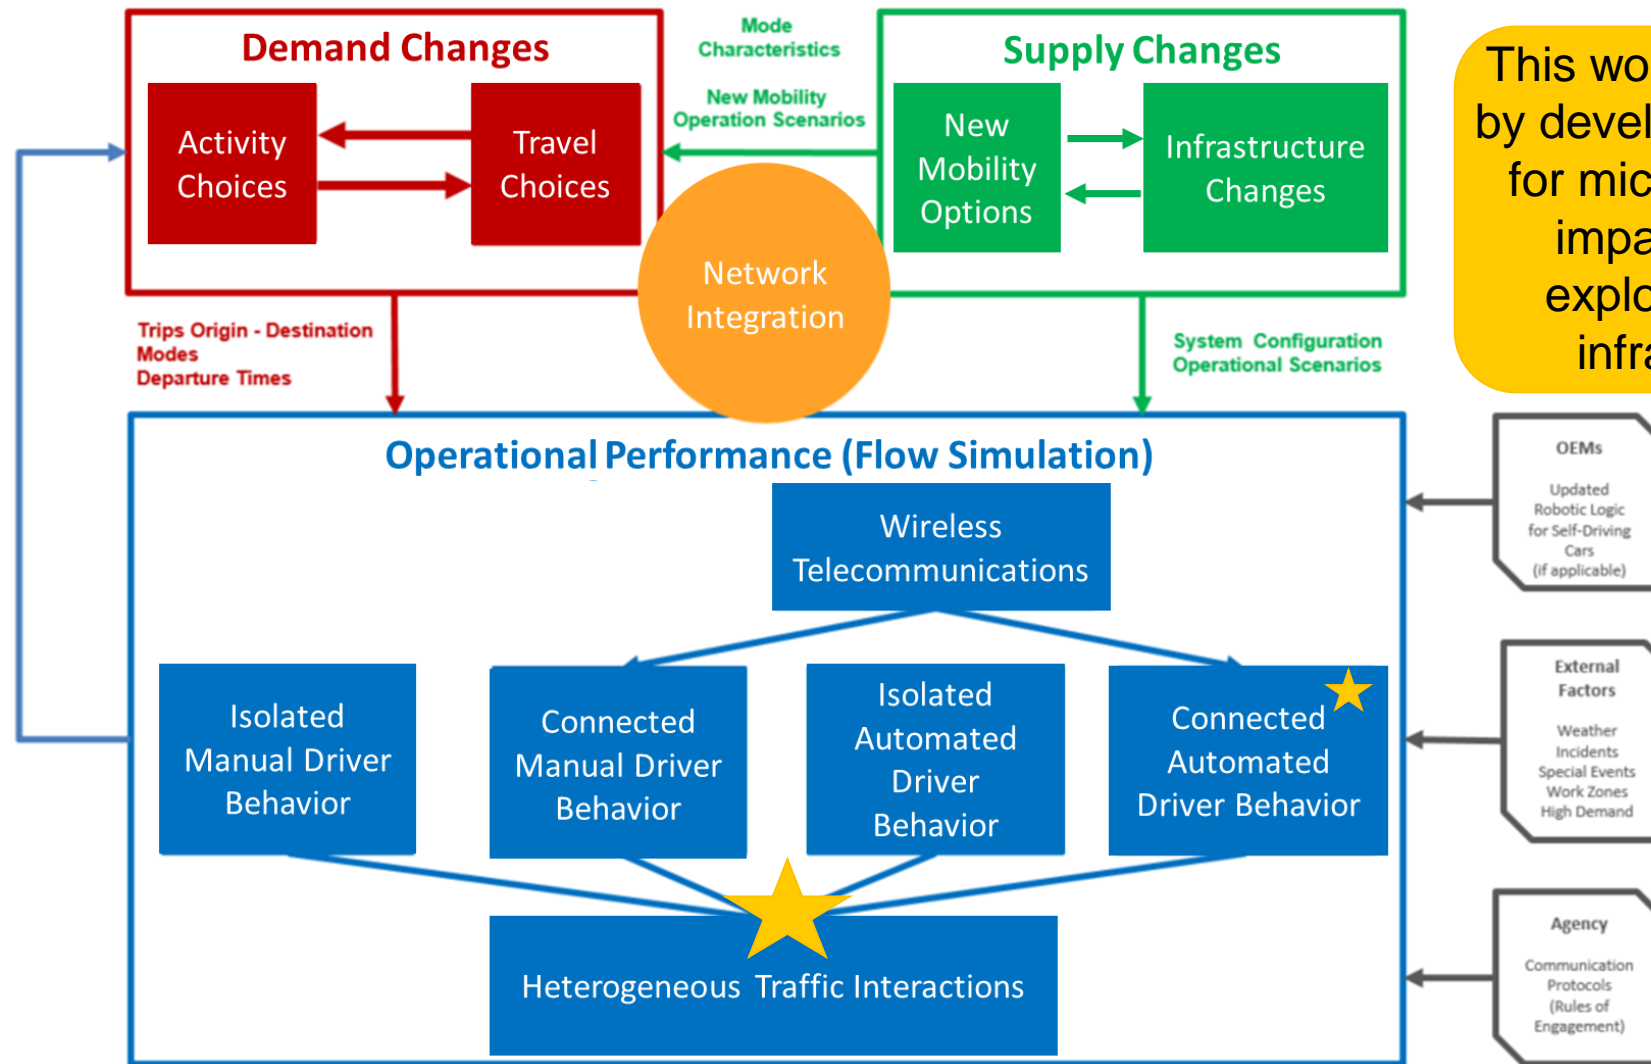 Demand Changes
Activity
Choices
Travel
Choices
Mode
Characteristics
New Mobility
Operation Scenarios
Supply Changes
New
Mobility
Options
Infrastructure
Changes
This wo
by devel
for mic
impa
explo
infra
Network
Integration
Trips Origin - Destination
Modes
Departure Times
System Configuration
Operational Scenarios
Operational Performance (Flow Simulation)
Wireless
Telecommunications
Isolated
Manual Driver
Behavior
Connected
Manual Driver
Behavior
Isolated
Automated
Driver
Behavior
Connected
Automated
Driver Behavior
Heterogeneous Traffic Interactions
OEMs
Updated
Robotic Logic
for Self-Driving
Cars
(if applicable)
External
Factors
Weather
Incidents
Special Events
Work Zones
High Demand
Agency
Communication
Protocols
(Rules of
Engagement)